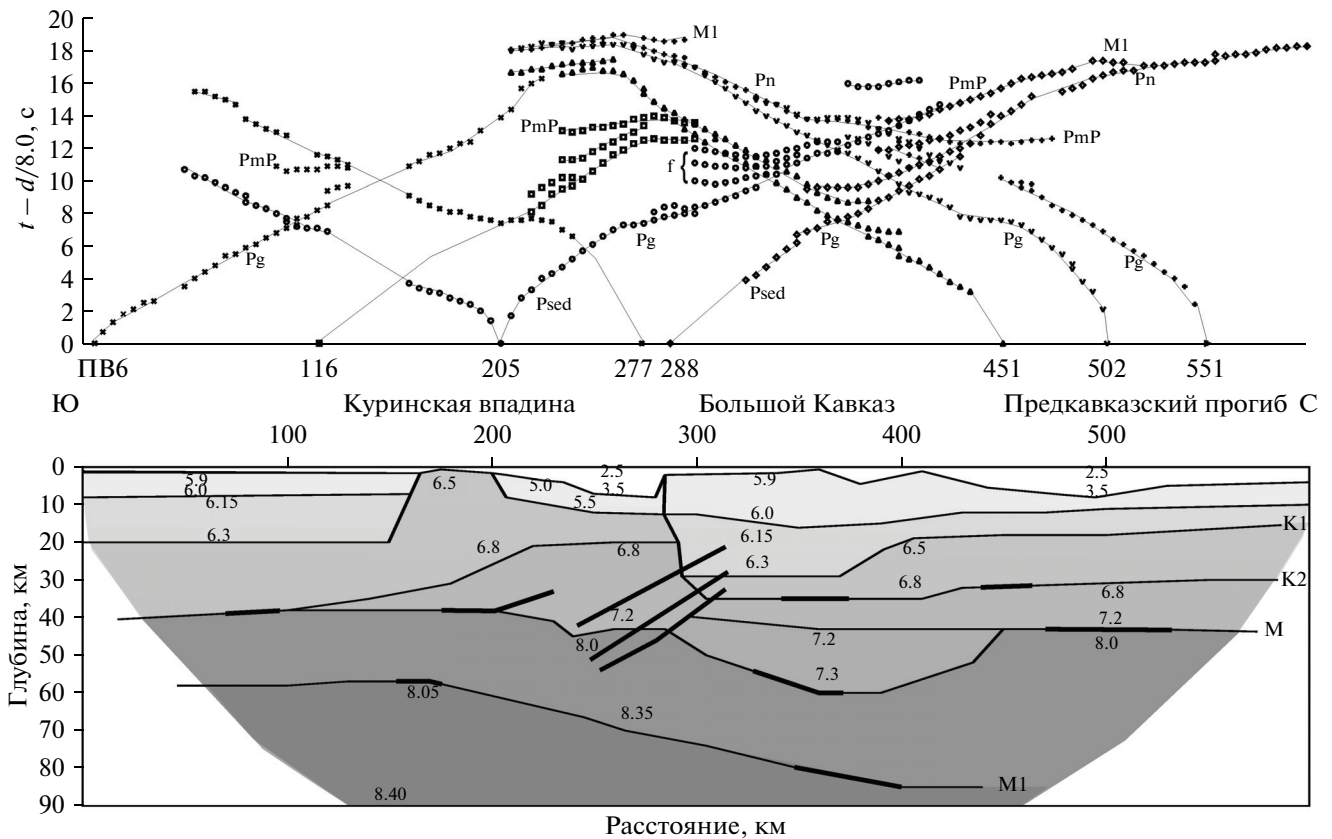 20
18
16
14
12
10
8
6
4
2
0
t – d/8.0, с
M1
Pn
PmP
PmP
f
Pg
Psed
Pg
PmP
Pg
Psed
M1
Pn
PmP
PmP
Pg
Pg
ПВ6 116 205 277 288 451 502 551
Ю Куринская впадина Большой Кавказ Предкавказский прогиб С
100 200 300 400 500
0
10
20
30
40
50
60
70
80
90
Глубина, км
5.9
6.0
6.15
6.3
6.5
5.0
2.5
3.5
5.5
5.9
2.5
3.5
6.0
6.15
6.3
6.5
K1
6.8
6.8
6.8
6.8
K2
7.2
8.0
7.2
7.2
8.0
M
7.3
8.05
8.35
8.40
M1
Расстояние, км